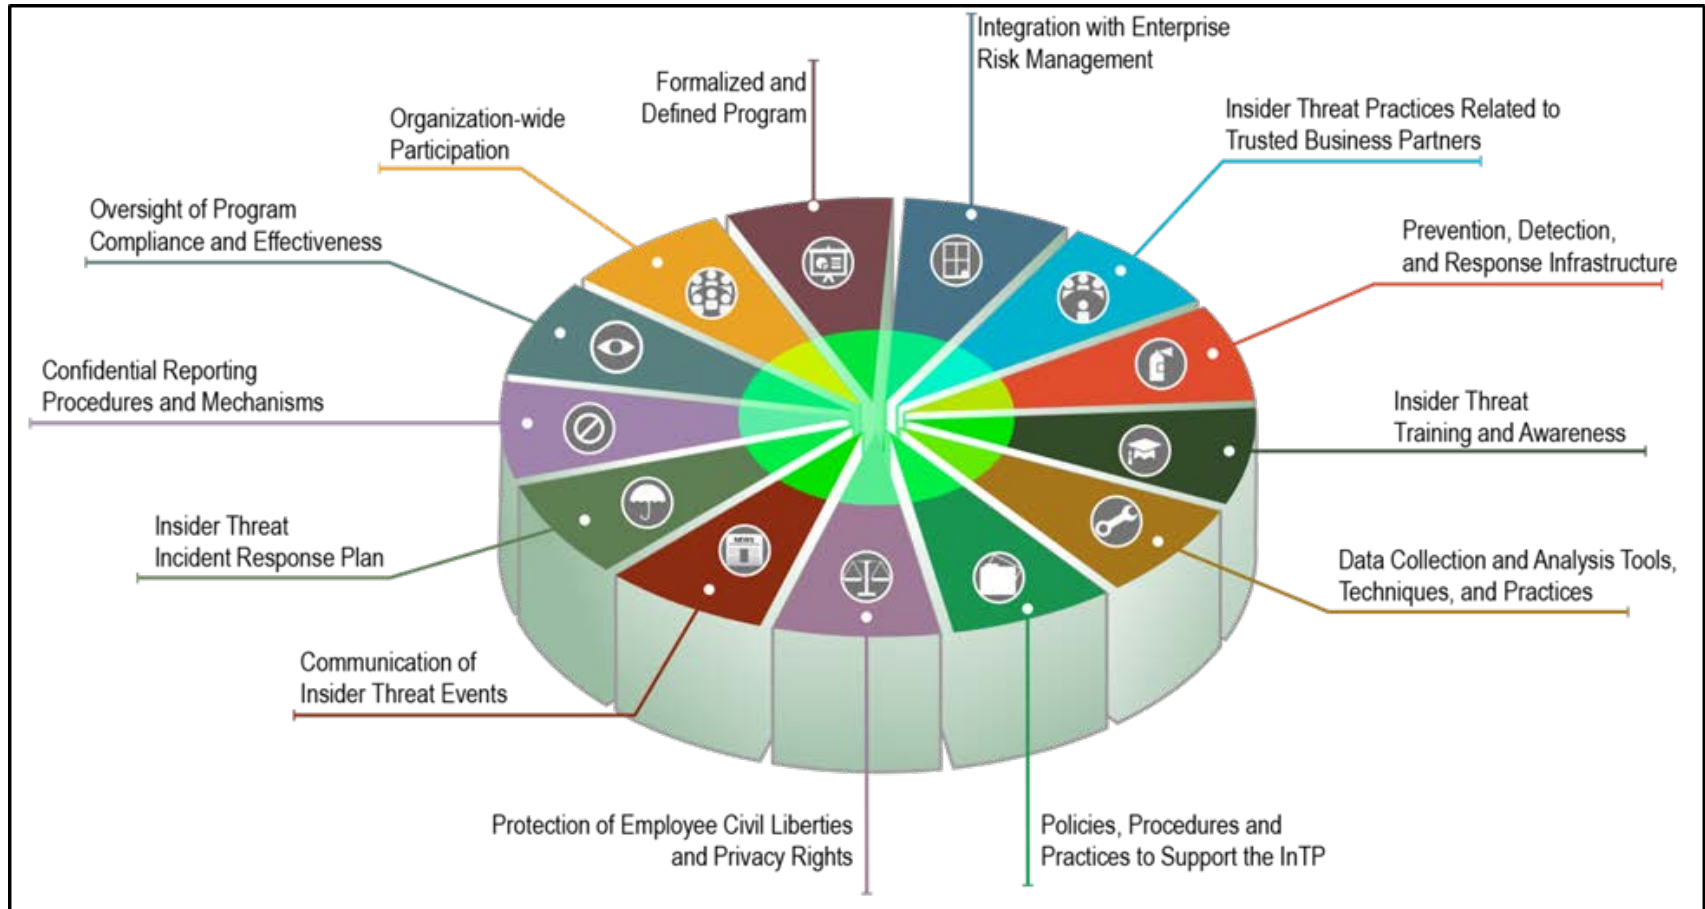 Integration with Enterprise
Risk Management
Formalized and
Defined Program
Organization-wide
Participation
Insider Threat Practices Related to
Trusted Business Partners
Oversight of Program
Compliance and Effectiveness
Prevention, Detection,
and Response Infrastructure
Confidential Reporting
Procedures and Mechanisms
Insider Threat
Training and Awareness
Insider Threat
Incident Response Plan
NEWS
Data Collection and Analysis Tools,
Techniques, and Practices
Communication of
Insider Threat Events
Protection of Employee Civil Liberties
and Privacy Rights
Policies, Procedures and
Practices to Support the InTP